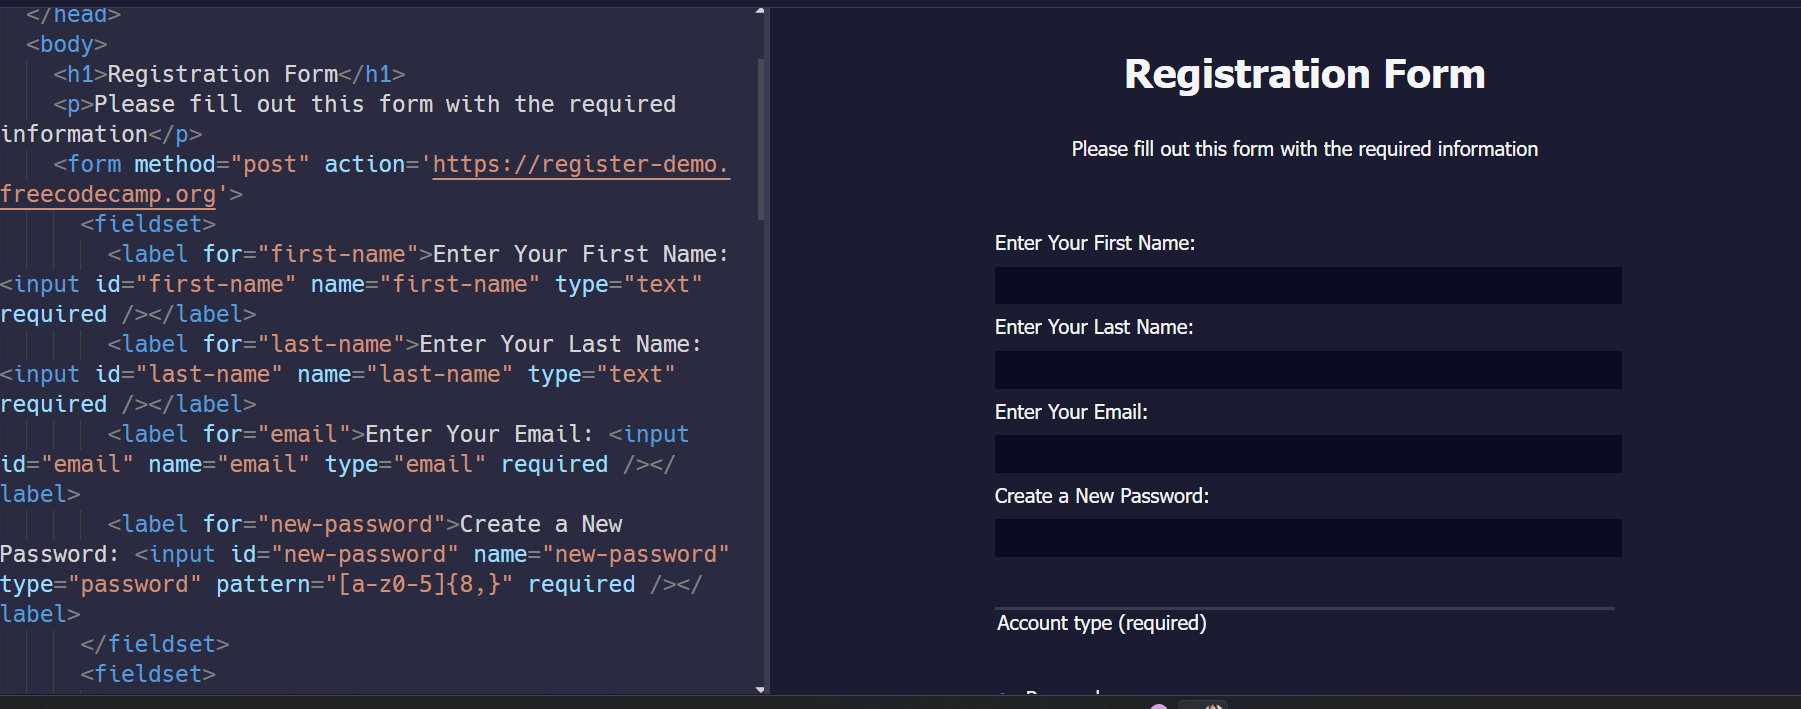 </head>
<body>
<h1>Registration Form</h1>
<p>Please fill out this form with the required
information</p>
<form method="post" action='https://register-demo.
freecodecamp.org'>
<fieldset>
<label for="first-name">Enter Your First Name:
<input id="first-name" name="first-name" type="text"
required /></label>
<label for="last-name">Enter Your Last Name:
<input id="last-name" name="last-name" type="text"
required /></label>
<label for="email">Enter Your Email: <input
id="email" name="email" type="email" required /></
label>
<label for="new-password">Create a New
Password: <input id="new-password" name="new-password"
type="password" pattern="[a-z0-5]{8,}" required /></
label>
</fieldset>
<fieldset>
Registration Form
Please fill out this form with the required information
Enter Your First Name:
Enter Your Last Name:
Enter Your Email:
Create a New Password:
Account type (required)